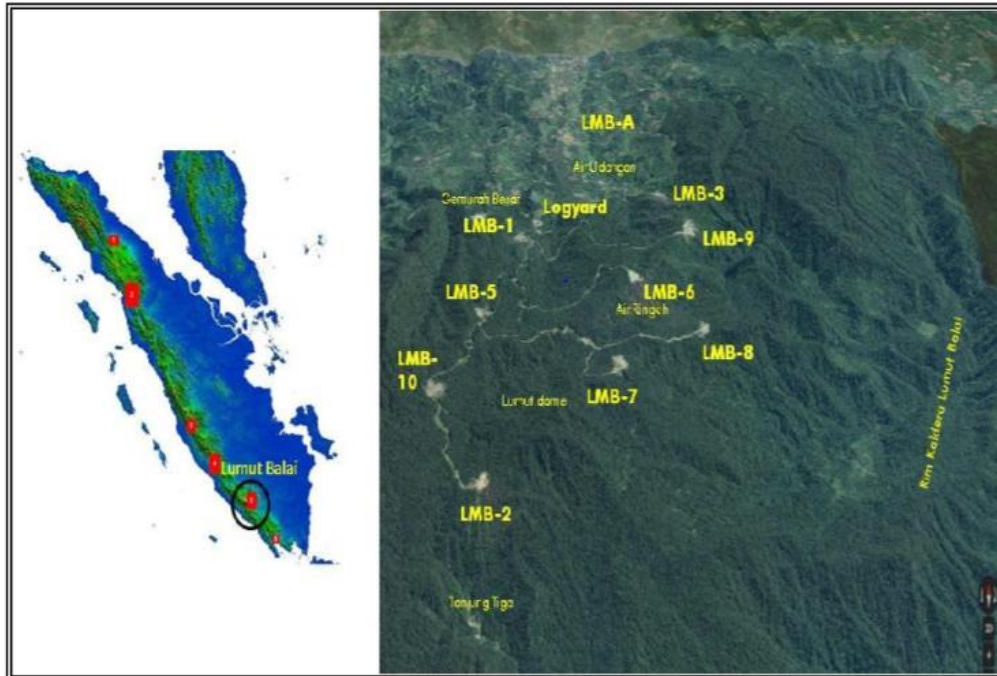 LMB-A
Air Udangan
LMB-3
Gemurah Besar
Logyard
LMB-1
LMB-9
LMB-5
LMB-6
Air Ringgih
LMB-
10
LMB-8
LMB-7
Lumut dome
Lumut Balai
LMB-2
Rim Kaldera Lumut Balai
Tanjung Tiga